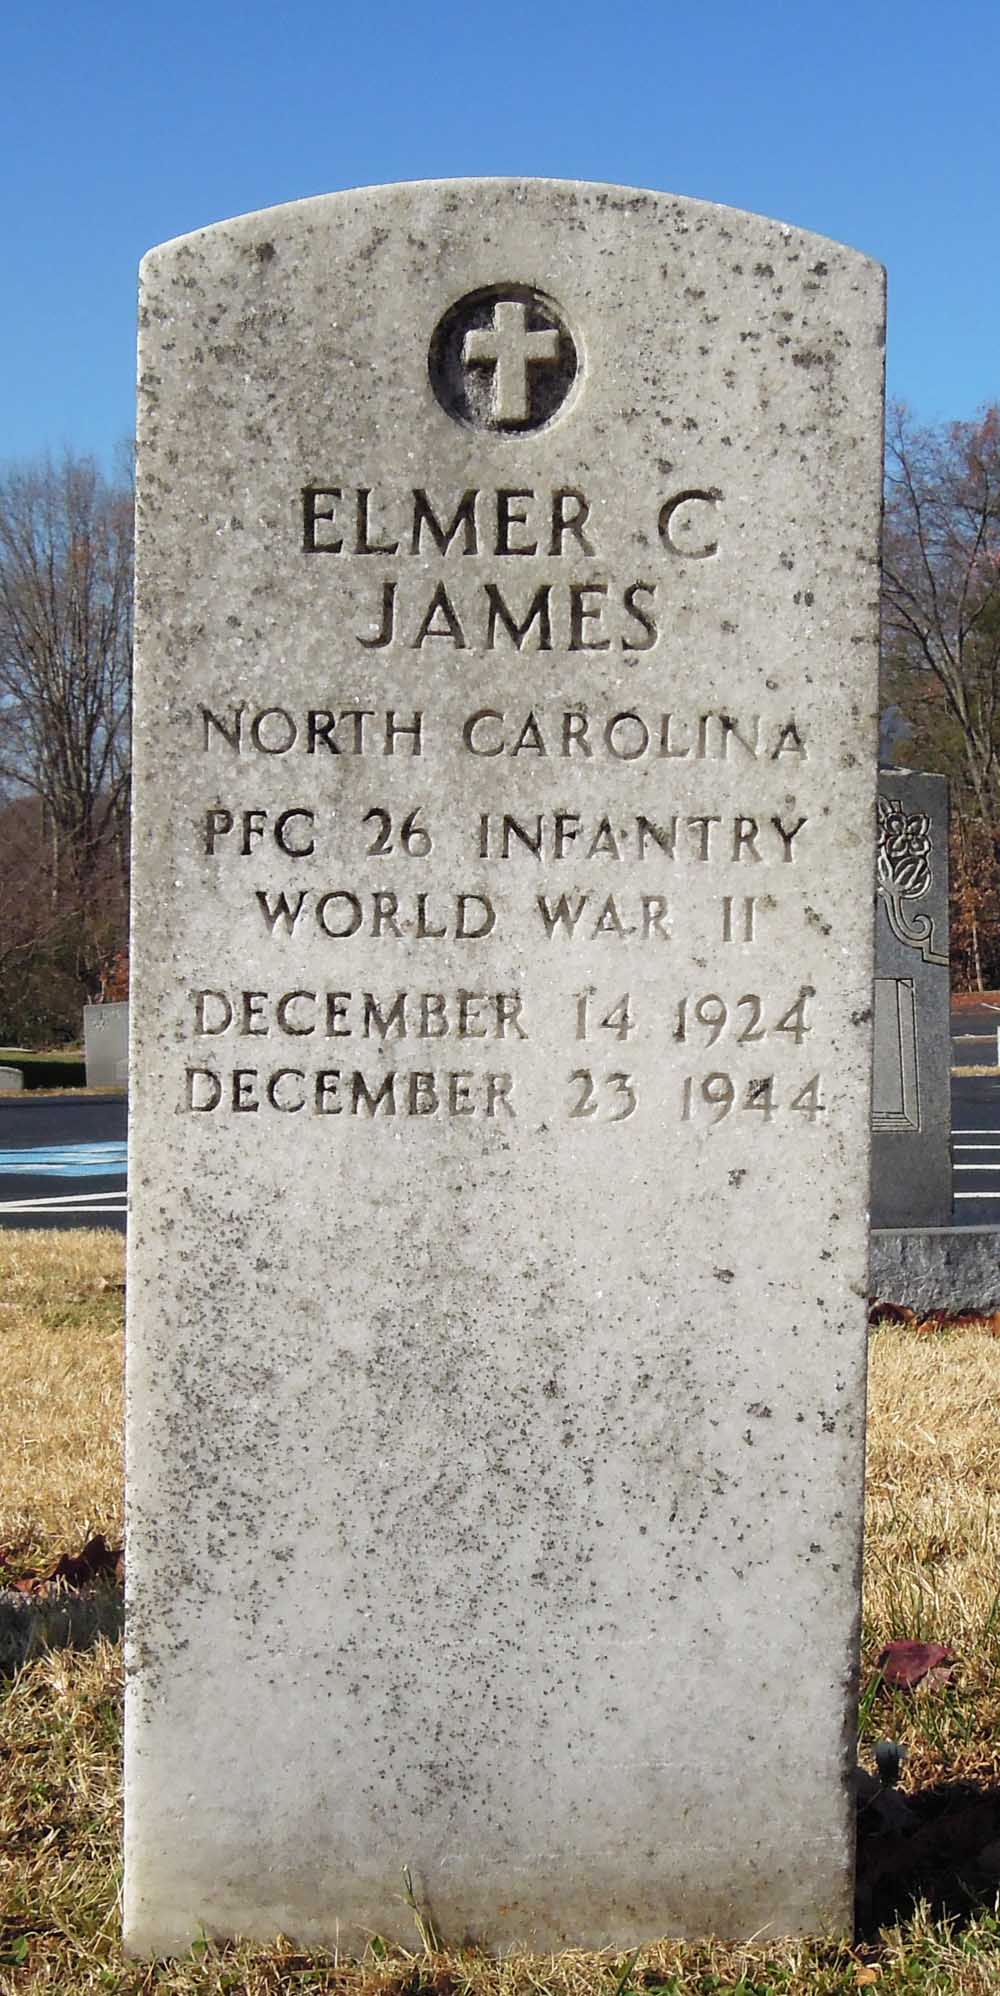 ELMER C
JAMES
NORTH CAROLINA
PFC 26 INFANTRY
WORLD WAR II
DECEMBER 14 1924
DECEMBER 23 1944